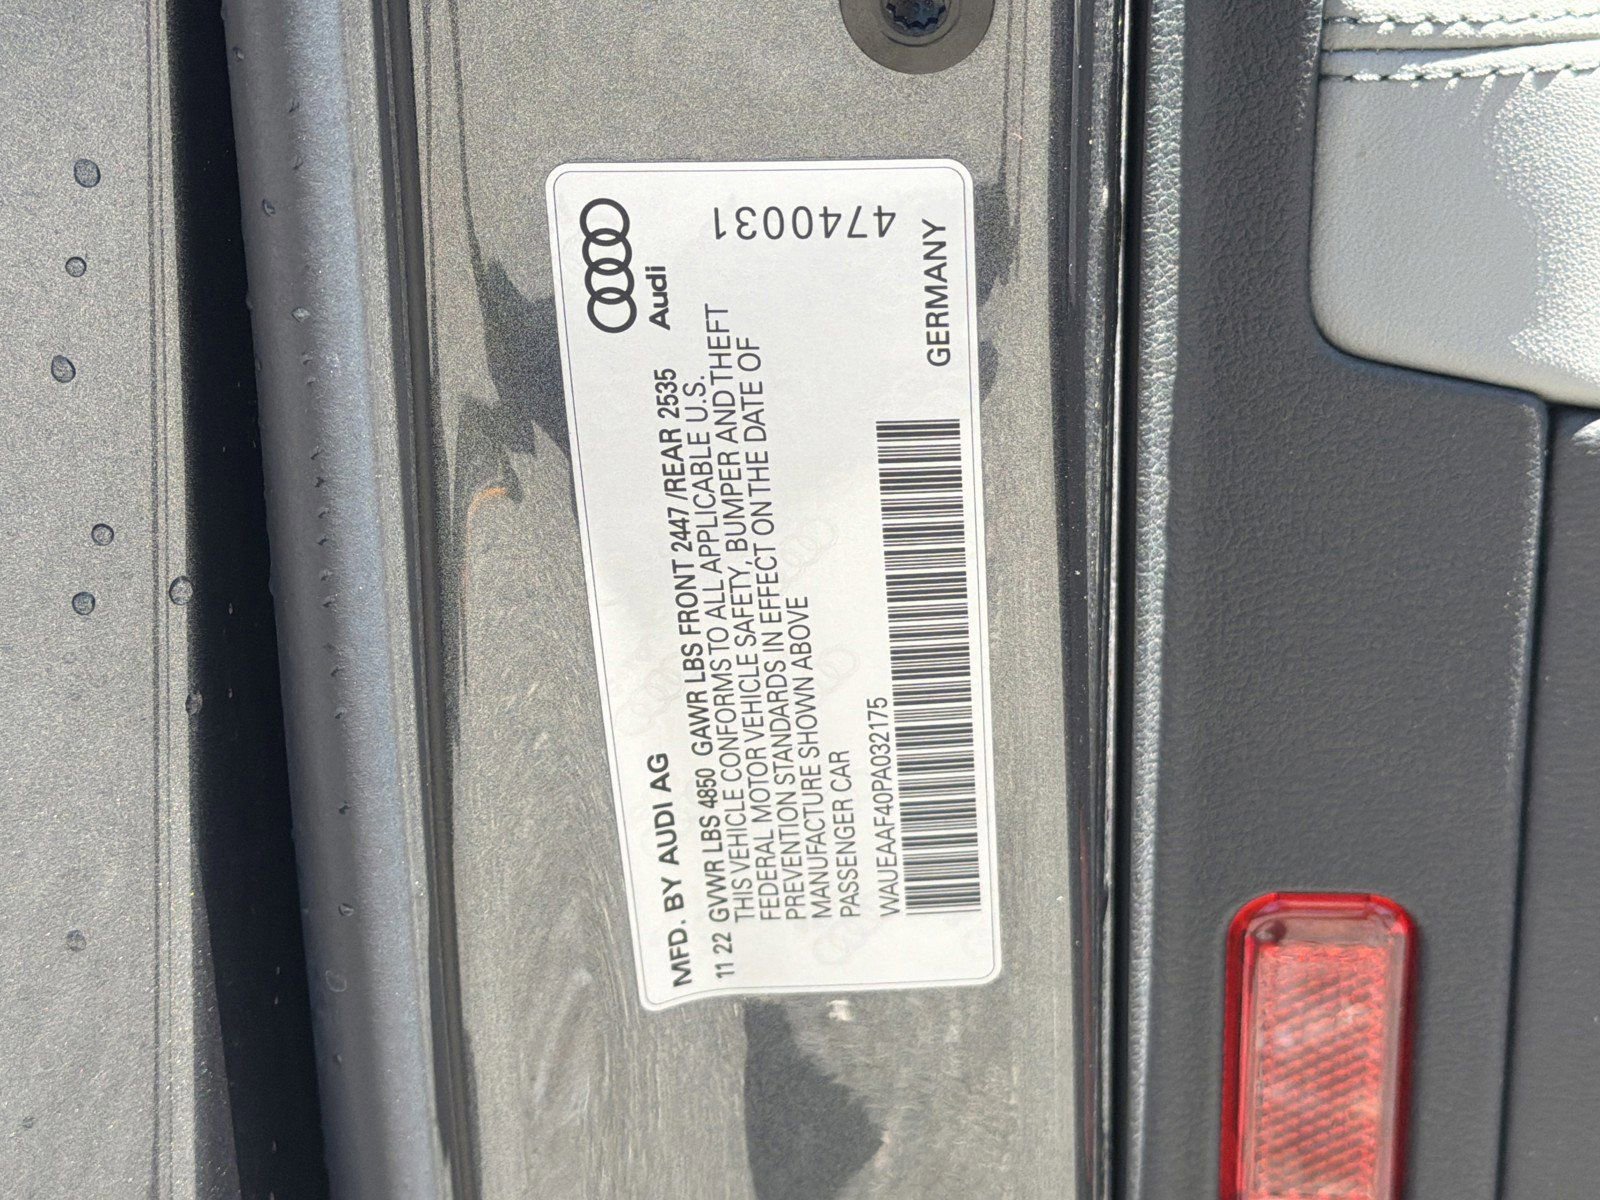 Audi
4740031
MFD. BY AUDI AG
11 22 GVWR LBS 4850 GAWR LBS FRONT 2447 /REAR 2535
THIS VEHICLE CONFORMS TO ALL APPLICABLE U.S.
FEDERAL MOTOR VEHICLE SAFETY, BUMPER AND THEFT
PREVENTION STANDARDS IN EFFECT ON THE DATE OF
MANUFACTURE SHOWN ABOVE
PASSENGER CAR
WAUEAAF40PA032175
GERMANY